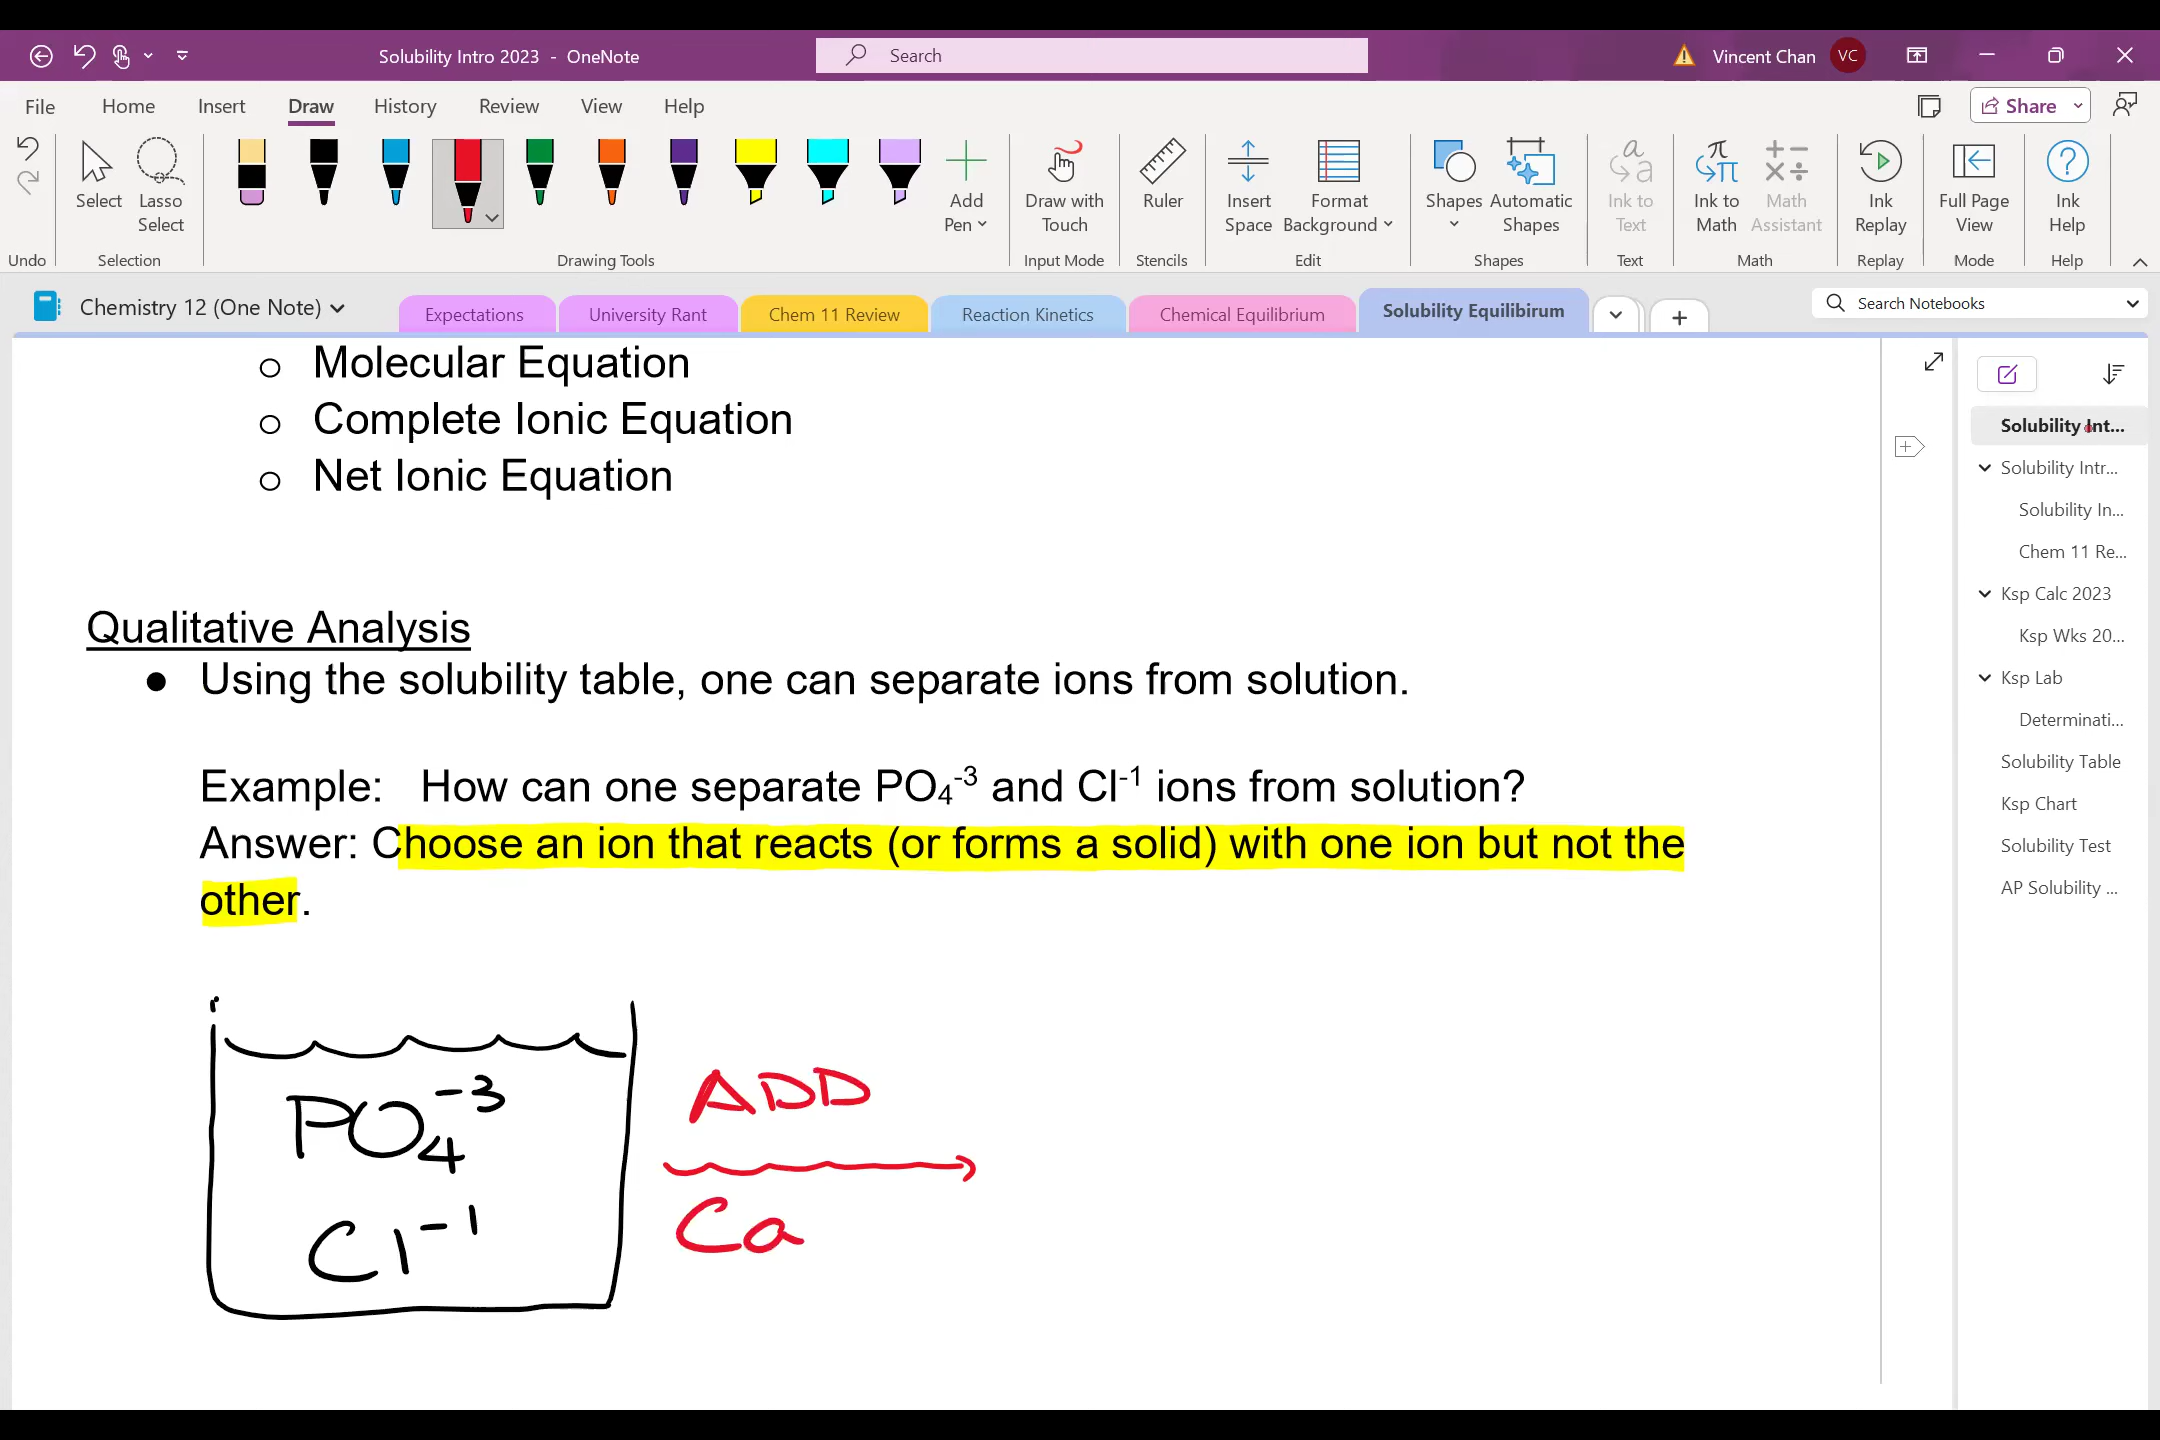 Solubility Intro 2023 - OneNote
Search
Vincent Chan
VC
File Home Insert Draw History Review View Help
Share
Select
Lasso Select
Add Pen
Draw with Touch
Ruler
Insert Space
Format Background
Shapes
Automatic Shapes
Ink to Text
Ink to Math
Math Assistant
Ink Replay
Full Page View
Ink Help
Undo Selection Drawing Tools Input Mode Stencils Edit Shapes Text Math Replay Mode Help
Chemistry 12 (One Note)
Expectations
University Rant
Chem 11 Review
Reaction Kinetics
Chemical Equilibrium
Solubility Equilibirum
Search Notebooks
o Molecular Equation
o Complete Ionic Equation
o Net Ionic Equation
Qualitative Analysis
● Using the solubility table, one can separate ions from solution.
Example: How can one separate PO₄⁻³ and Cl⁻¹ ions from solution?
Answer: Choose an ion that reacts (or forms a solid) with one ion but not the
other.
PO₄⁻³
Cl⁻¹
ADD
Ca
Solubility Int...
Solubility Intr...
Solubility In...
Chem 11 Re...
Ksp Calc 2023
Ksp Wks 20...
Ksp Lab
Determinati...
Solubility Table
Ksp Chart
Solubility Test
AP Solubility ...